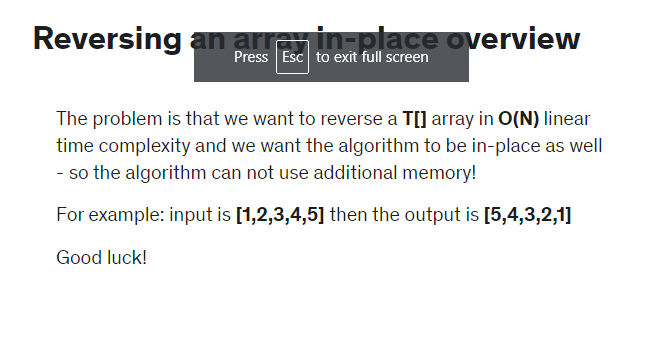 Reversing an array in-place overview
Press Esc to exit full screen
The problem is that we want to reverse a T[] array in O(N) linear
time complexity and we want the algorithm to be in-place as well
- so the algorithm can not use additional memory!
For example: input is [1,2,3,4,5] then the output is [5,4,3,2,1]
Good luck!